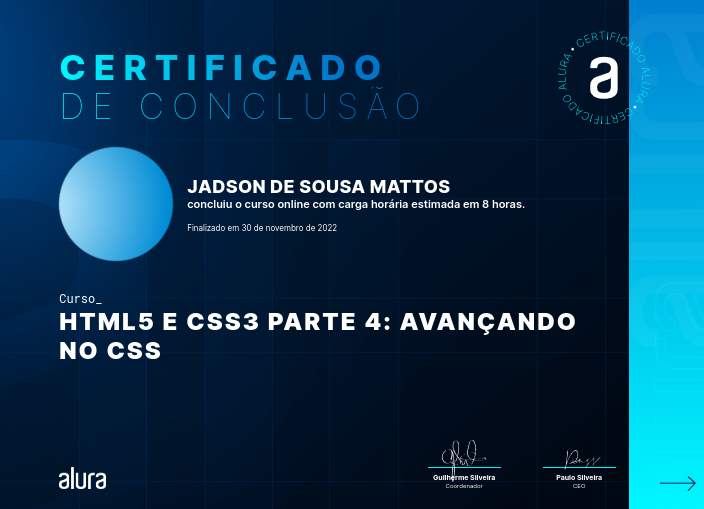 CERTIFICADO
DE CONCLUSÃO
CERTIFICADO ALURA • CERTIFICADO ALURA •
a
JADSON DE SOUSA MATTOS
concluiu o curso online com carga horária estimada em 8 horas.
Finalizado em 30 de novembro de 2022
Curso_
HTML5 E CSS3 PARTE 4: AVANÇANDO
NO CSS
alura
Guilherme Silveira
Coordenador
Paulo Silveira
CEO